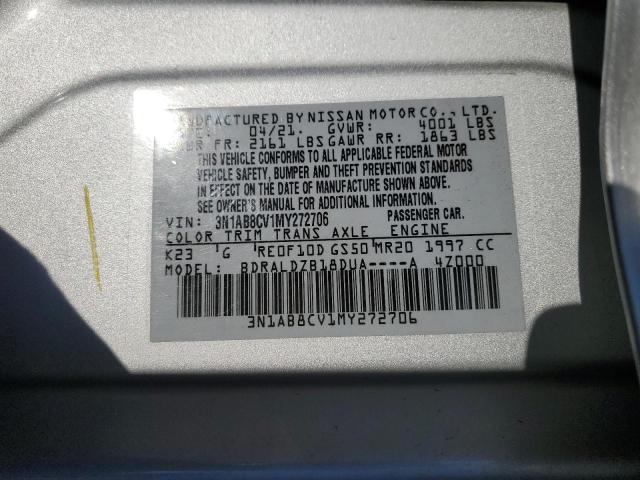 MANUFACTURED BY NISSAN MOTOR CO., LTD.
04/21. GVWR: 4001 LBS
FR: 2161 LBS GAWR RR: 1863 LBS
THIS VEHICLE CONFORMS TO ALL APPLICABLE FEDERAL MOTOR
VEHICLE SAFETY, BUMPER AND THEFT PREVENTION STANDARDS
IN EFFECT ON THE DATE OF MANUFACTURE SHOWN ABOVE.
SEE OWNER'S MANUAL FOR ADDITIONAL INFORMATION.
VIN: 3N1AB8CV1MY272706 PASSENGER CAR.
COLOR TRIM TRANS AXLE ENGINE
K23 G RE0F10D GS50 MR20 1997 CC
MODEL: BDRALDZB18DUA----A 4Z000
3N1AB8CV1MY272706